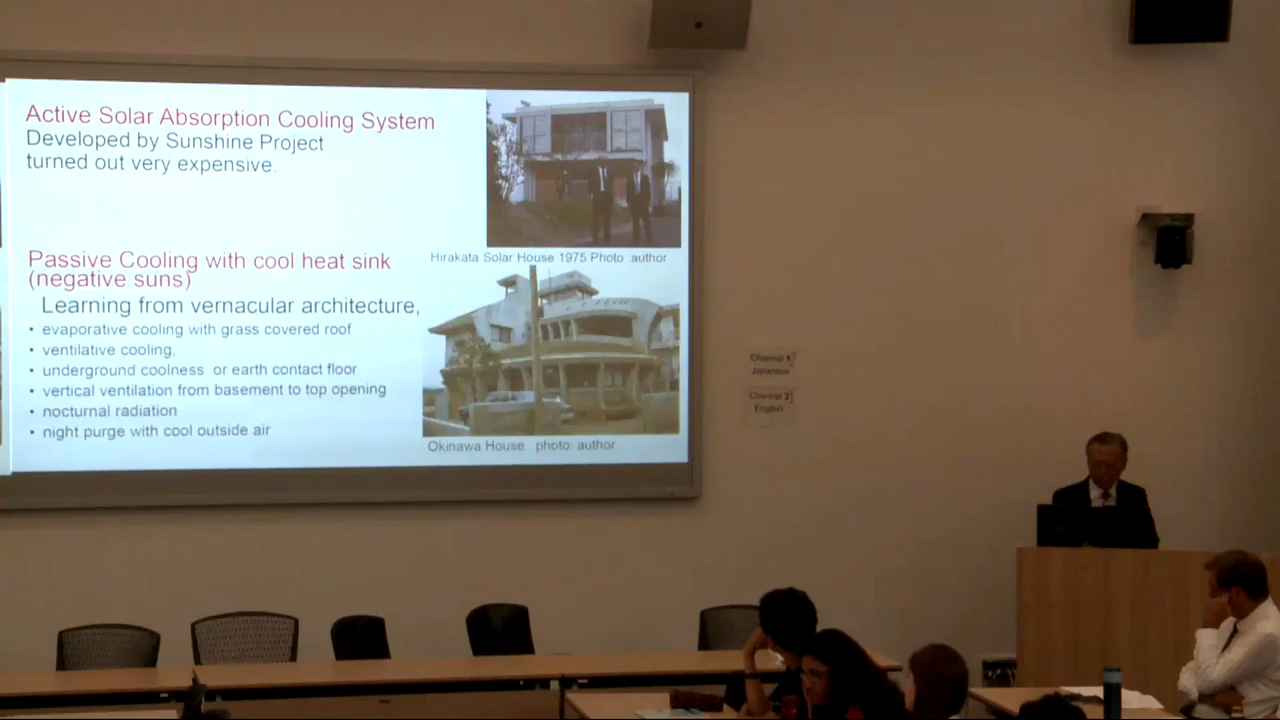 Active Solar Absorption Cooling System
Developed by Sunshine Project
turned out very expensive.
Hirakata Solar House 1975 Photo author
Passive Cooling with cool heat sink
(negative suns)
Learning from vernacular architecture,
• evaporative cooling with grass covered roof
• ventilative cooling,
• underground coolness or earth contact floor
• vertical ventilation from basement to top opening
• nocturnal radiation
• night purge with cool outside air
Okinawa House photo: author
Channel 1
Japanese
Channel 2
English